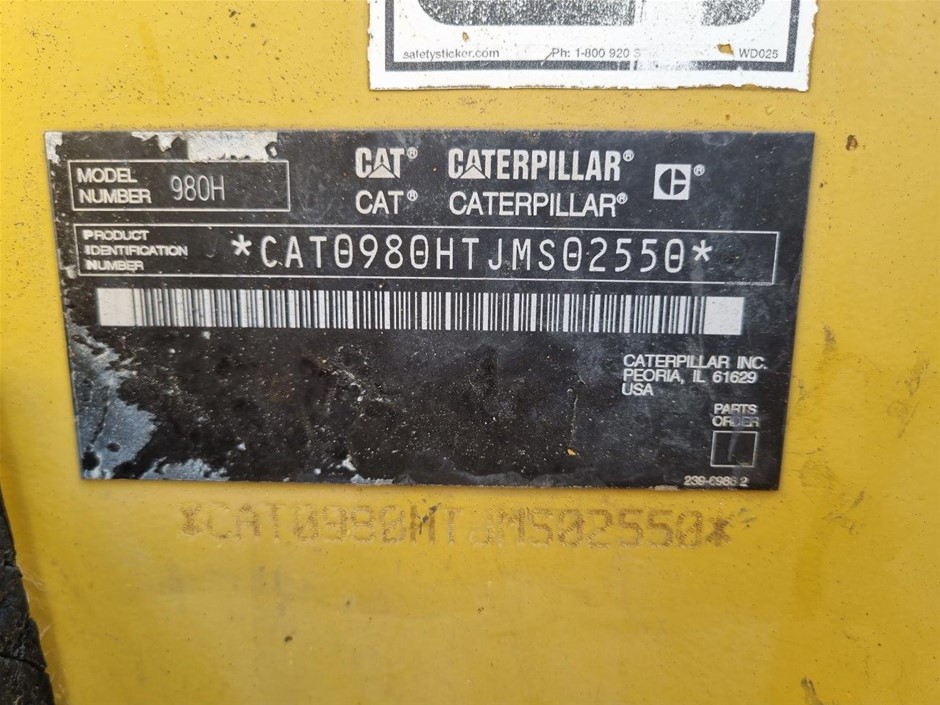 safetysticker.com Ph: 1-800 920 WD025
MODEL NUMBER 980H
CAT® CATERPILLAR® ®
CAT® CATERPILLAR®
PRODUCT IDENTIFICATION NUMBER *CAT0980HTJMS02550*
CATERPILLAR INC.
PEORIA, IL 61629
USA
PARTS
ORDER
*CAT0980HTJMS02550*